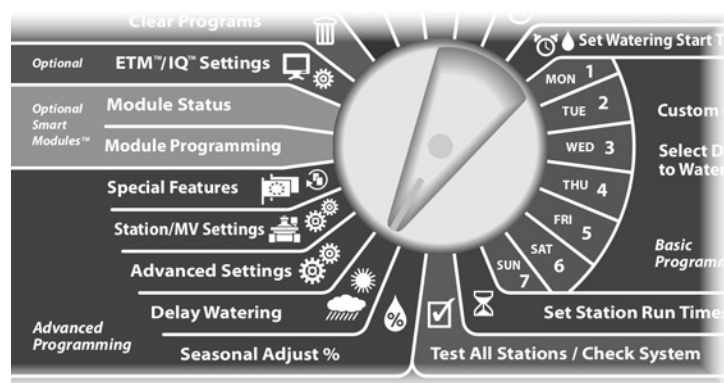 Clear Programs
Set Watering Start T
Optional
ETM™/IQ™ Settings
MON 1
Optional
Smart
Modules™
Module Status
TUE 2
Custom
Module Programming
WED 3
Select D
to Water
Special Features
THU 4
Station/MV Settings
FRI 5
Advanced Settings
SAT 6
Basic
Programm
SUN 7
Delay Watering
%
Set Station Run Times
Advanced
Programming
Seasonal Adjust %
Test All Stations / Check System